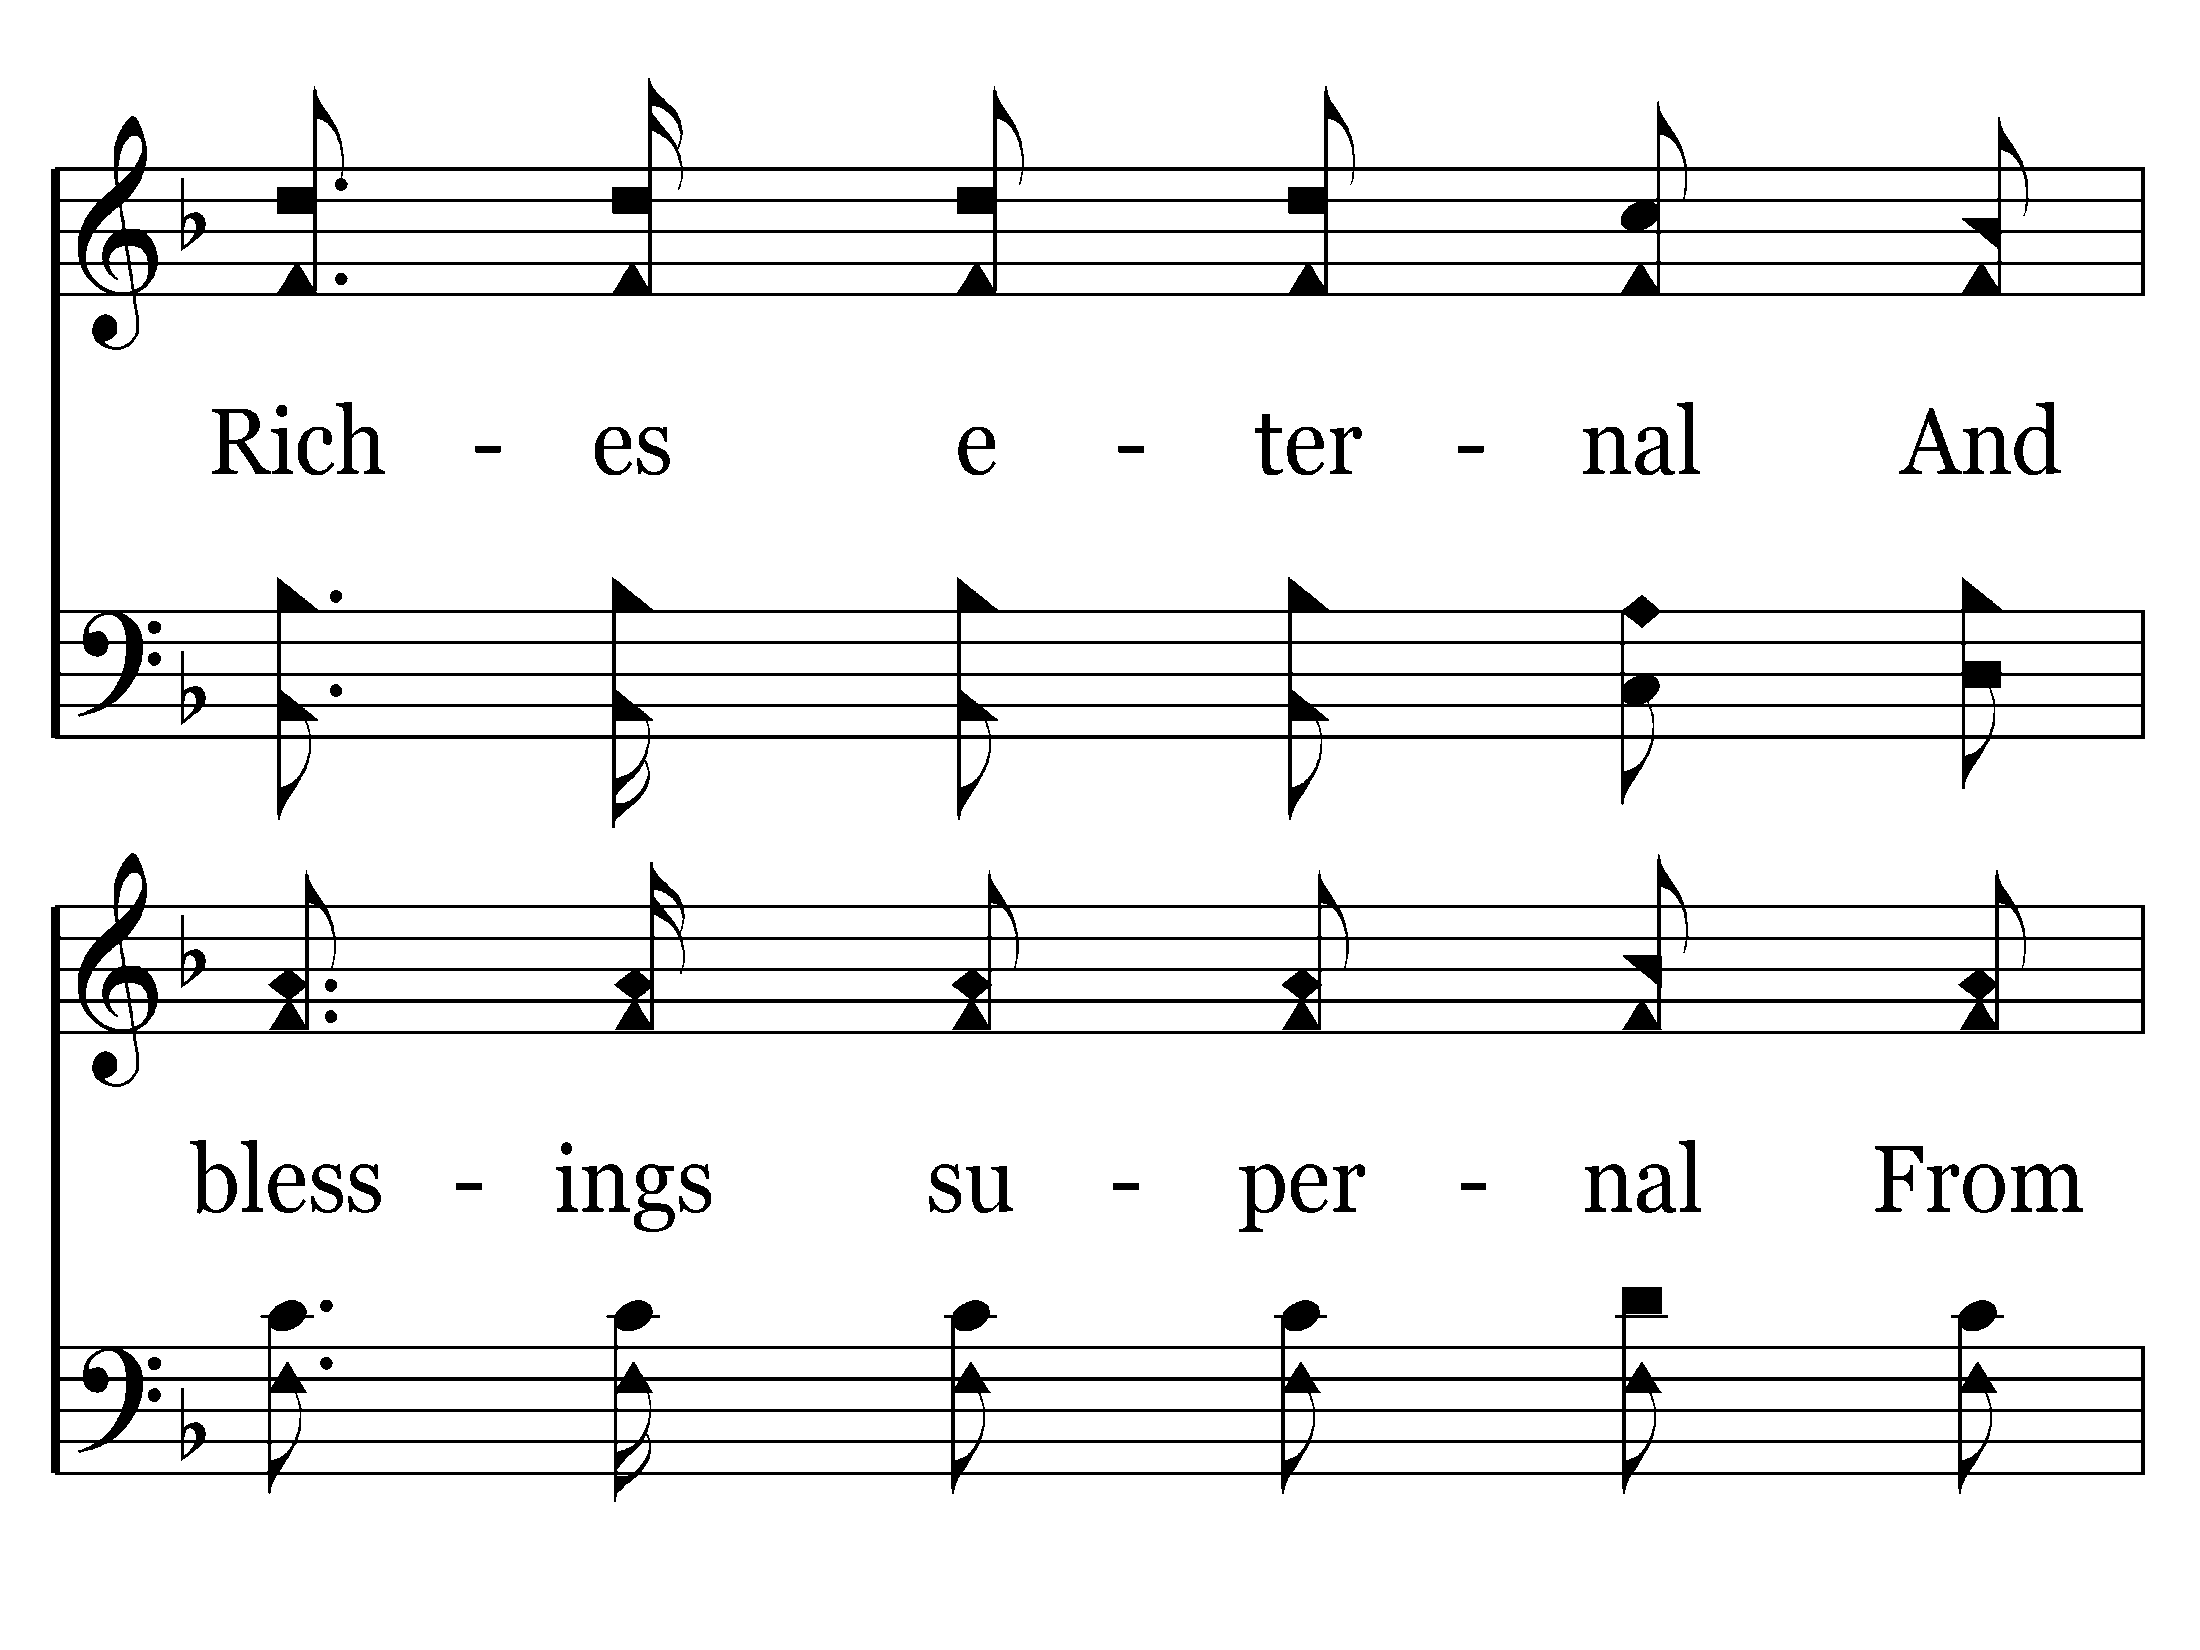 Rich - es e - ter - nal And
bless - ings su - per - nal From